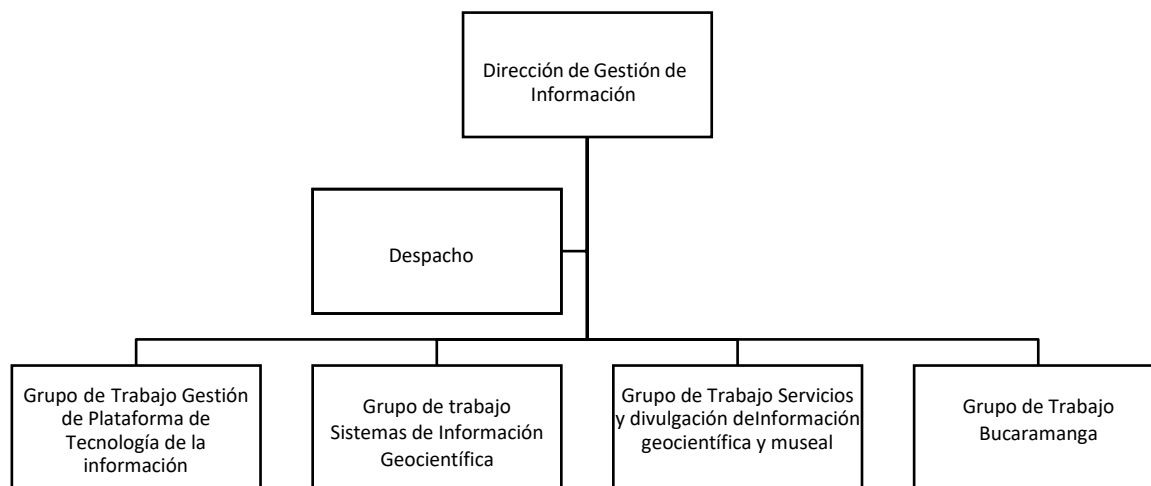 Dirección de Gestión de
Información
Despacho
Grupo de Trabajo Gestión
de Plataforma de
Tecnología de la
información
Grupo de trabajo
Sistemas de Información
Geocientífica
Grupo de Trabajo Servicios
y divulgación deInformación
geocientífica y museal
Grupo de Trabajo
Bucaramanga